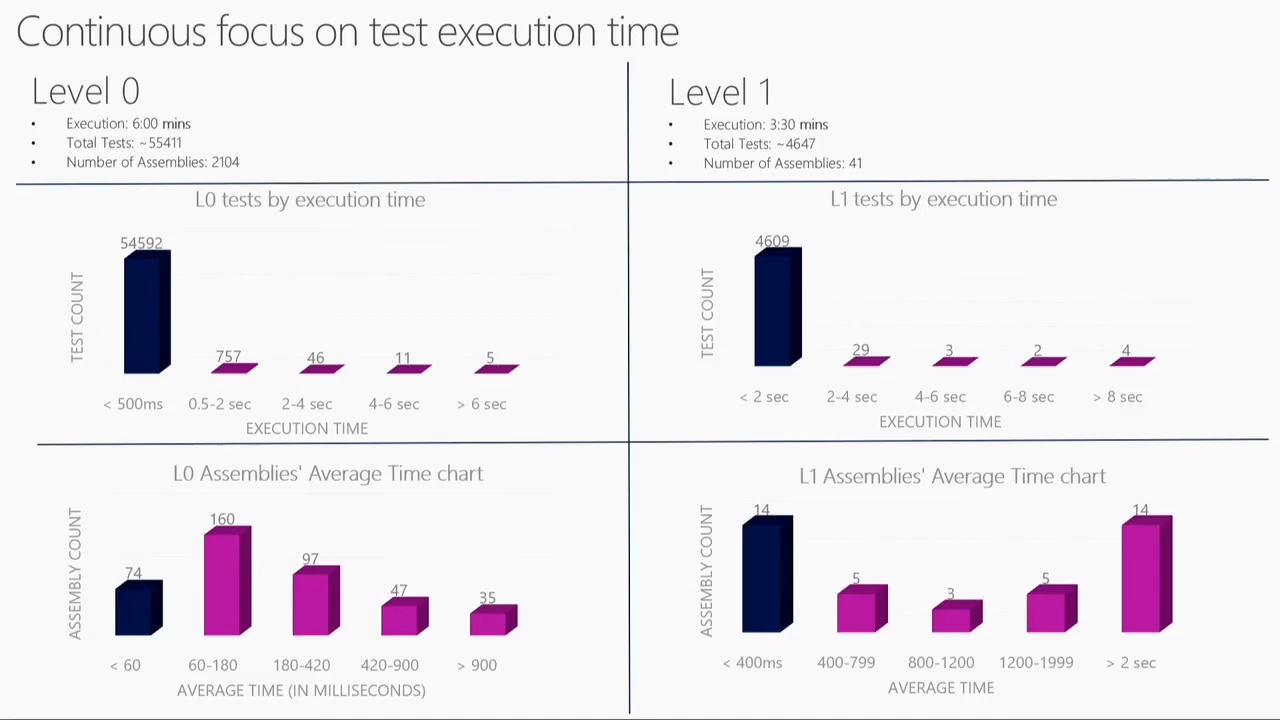 Continuous focus on test execution time
Level 0
• Execution: 6:00 mins
• Total Tests: ~55411
• Number of Assemblies: 2104
Level 1
• Execution: 3:30 mins
• Total Tests: ~4647
• Number of Assemblies: 41
L0 tests by execution time
TEST COUNT
54592
757
46
11
5
< 500ms
0.5-2 sec
2-4 sec
4-6 sec
> 6 sec
EXECUTION TIME
L1 tests by execution time
TEST COUNT
4609
29
3
2
4
< 2 sec
2-4 sec
4-6 sec
6-8 sec
> 8 sec
EXECUTION TIME
L0 Assemblies' Average Time chart
ASSEMBLY COUNT
74
160
97
47
35
< 60
60-180
180-420
420-900
> 900
AVERAGE TIME (IN MILLISECONDS)
L1 Assemblies' Average Time chart
ASSEMBLY COUNT
14
5
3
5
14
< 400ms
400-799
800-1200
1200-1999
> 2 sec
AVERAGE TIME